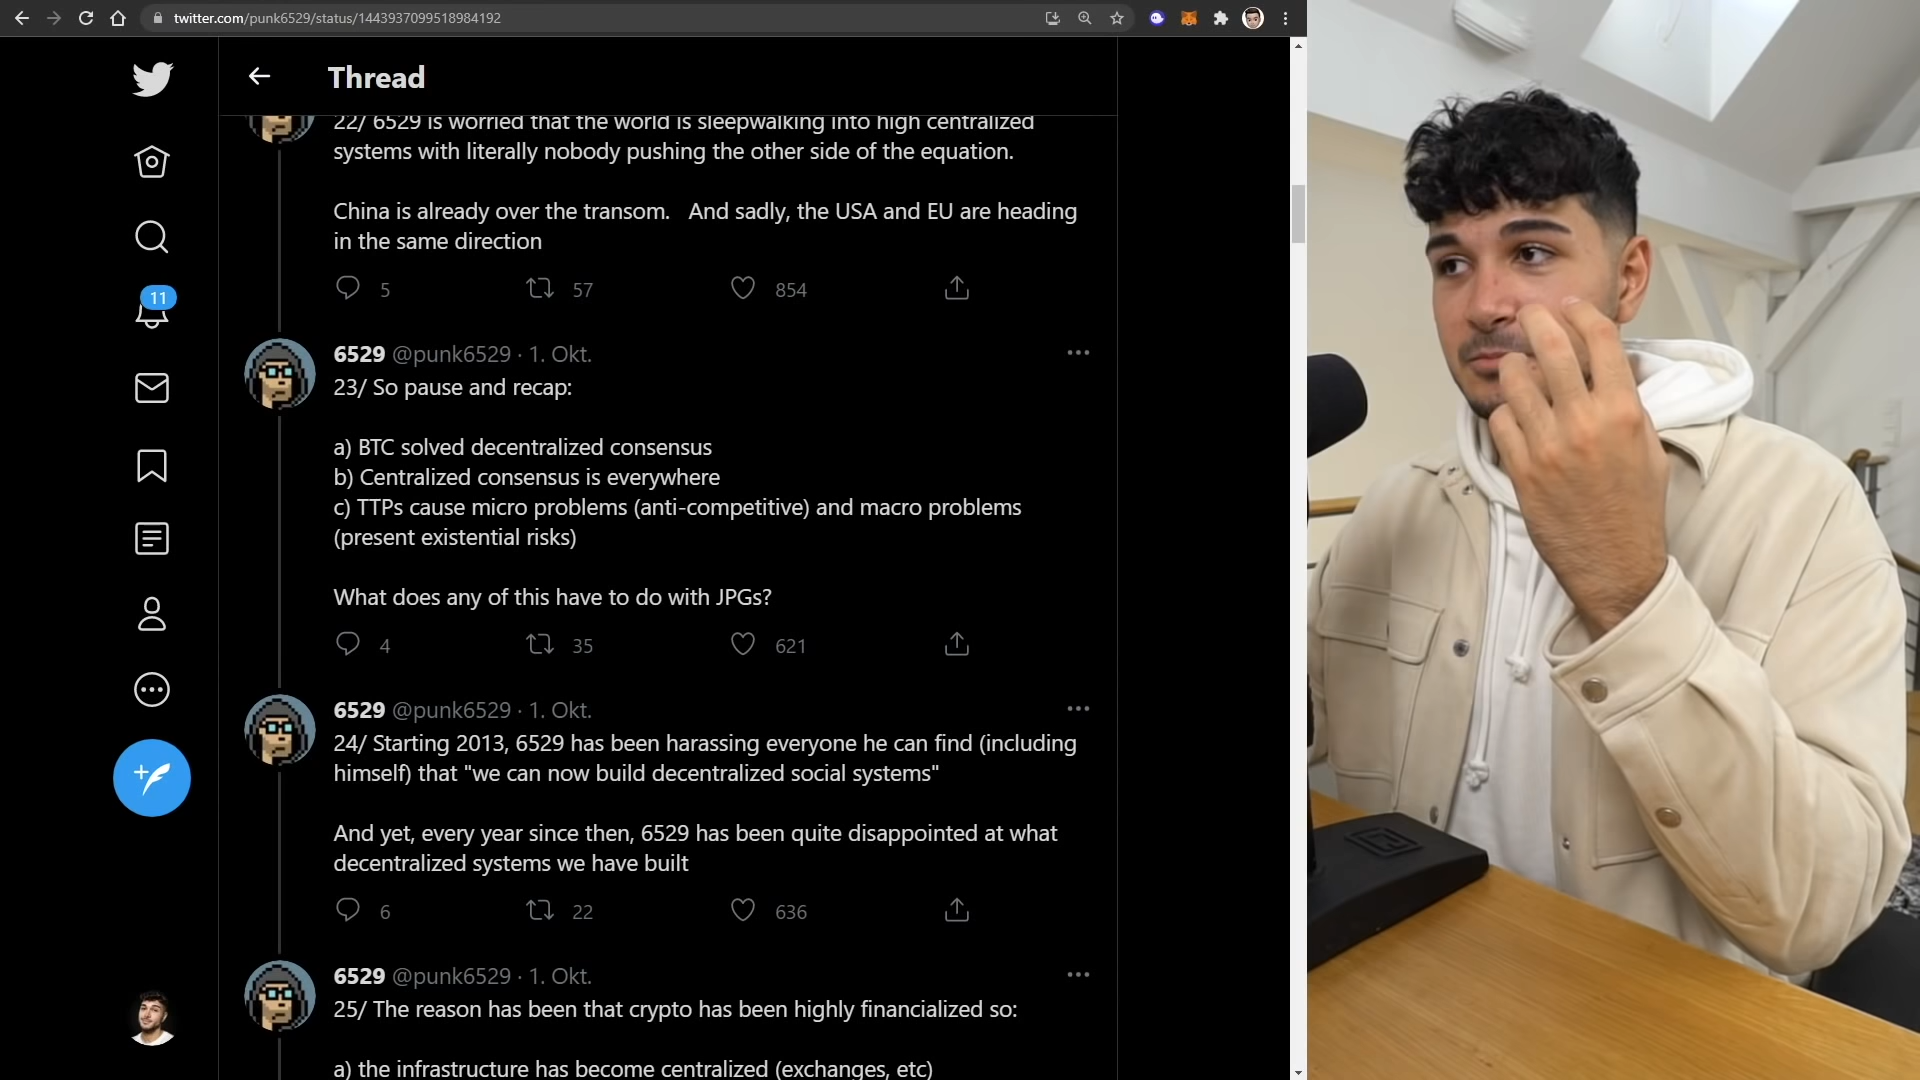 twitter.com/punk6529/status/1443937099518984192
Thread
22/ 6529 is worried that the world is sleepwalking into high centralized
systems with literally nobody pushing the other side of the equation.
China is already over the transom. And sadly, the USA and EU are heading
in the same direction
5 57 854
11
6529 @punk6529 · 1. Okt.
23/ So pause and recap:
a) BTC solved decentralized consensus
b) Centralized consensus is everywhere
c) TTPs cause micro problems (anti-competitive) and macro problems
(present existential risks)
What does any of this have to do with JPGs?
4 35 621
6529 @punk6529 · 1. Okt.
24/ Starting 2013, 6529 has been harassing everyone he can find (including
himself) that "we can now build decentralized social systems"
And yet, every year since then, 6529 has been quite disappointed at what
decentralized systems we have built
6 22 636
6529 @punk6529 · 1. Okt.
25/ The reason has been that crypto has been highly financialized so:
a) the infrastructure has become centralized (exchanges, etc)